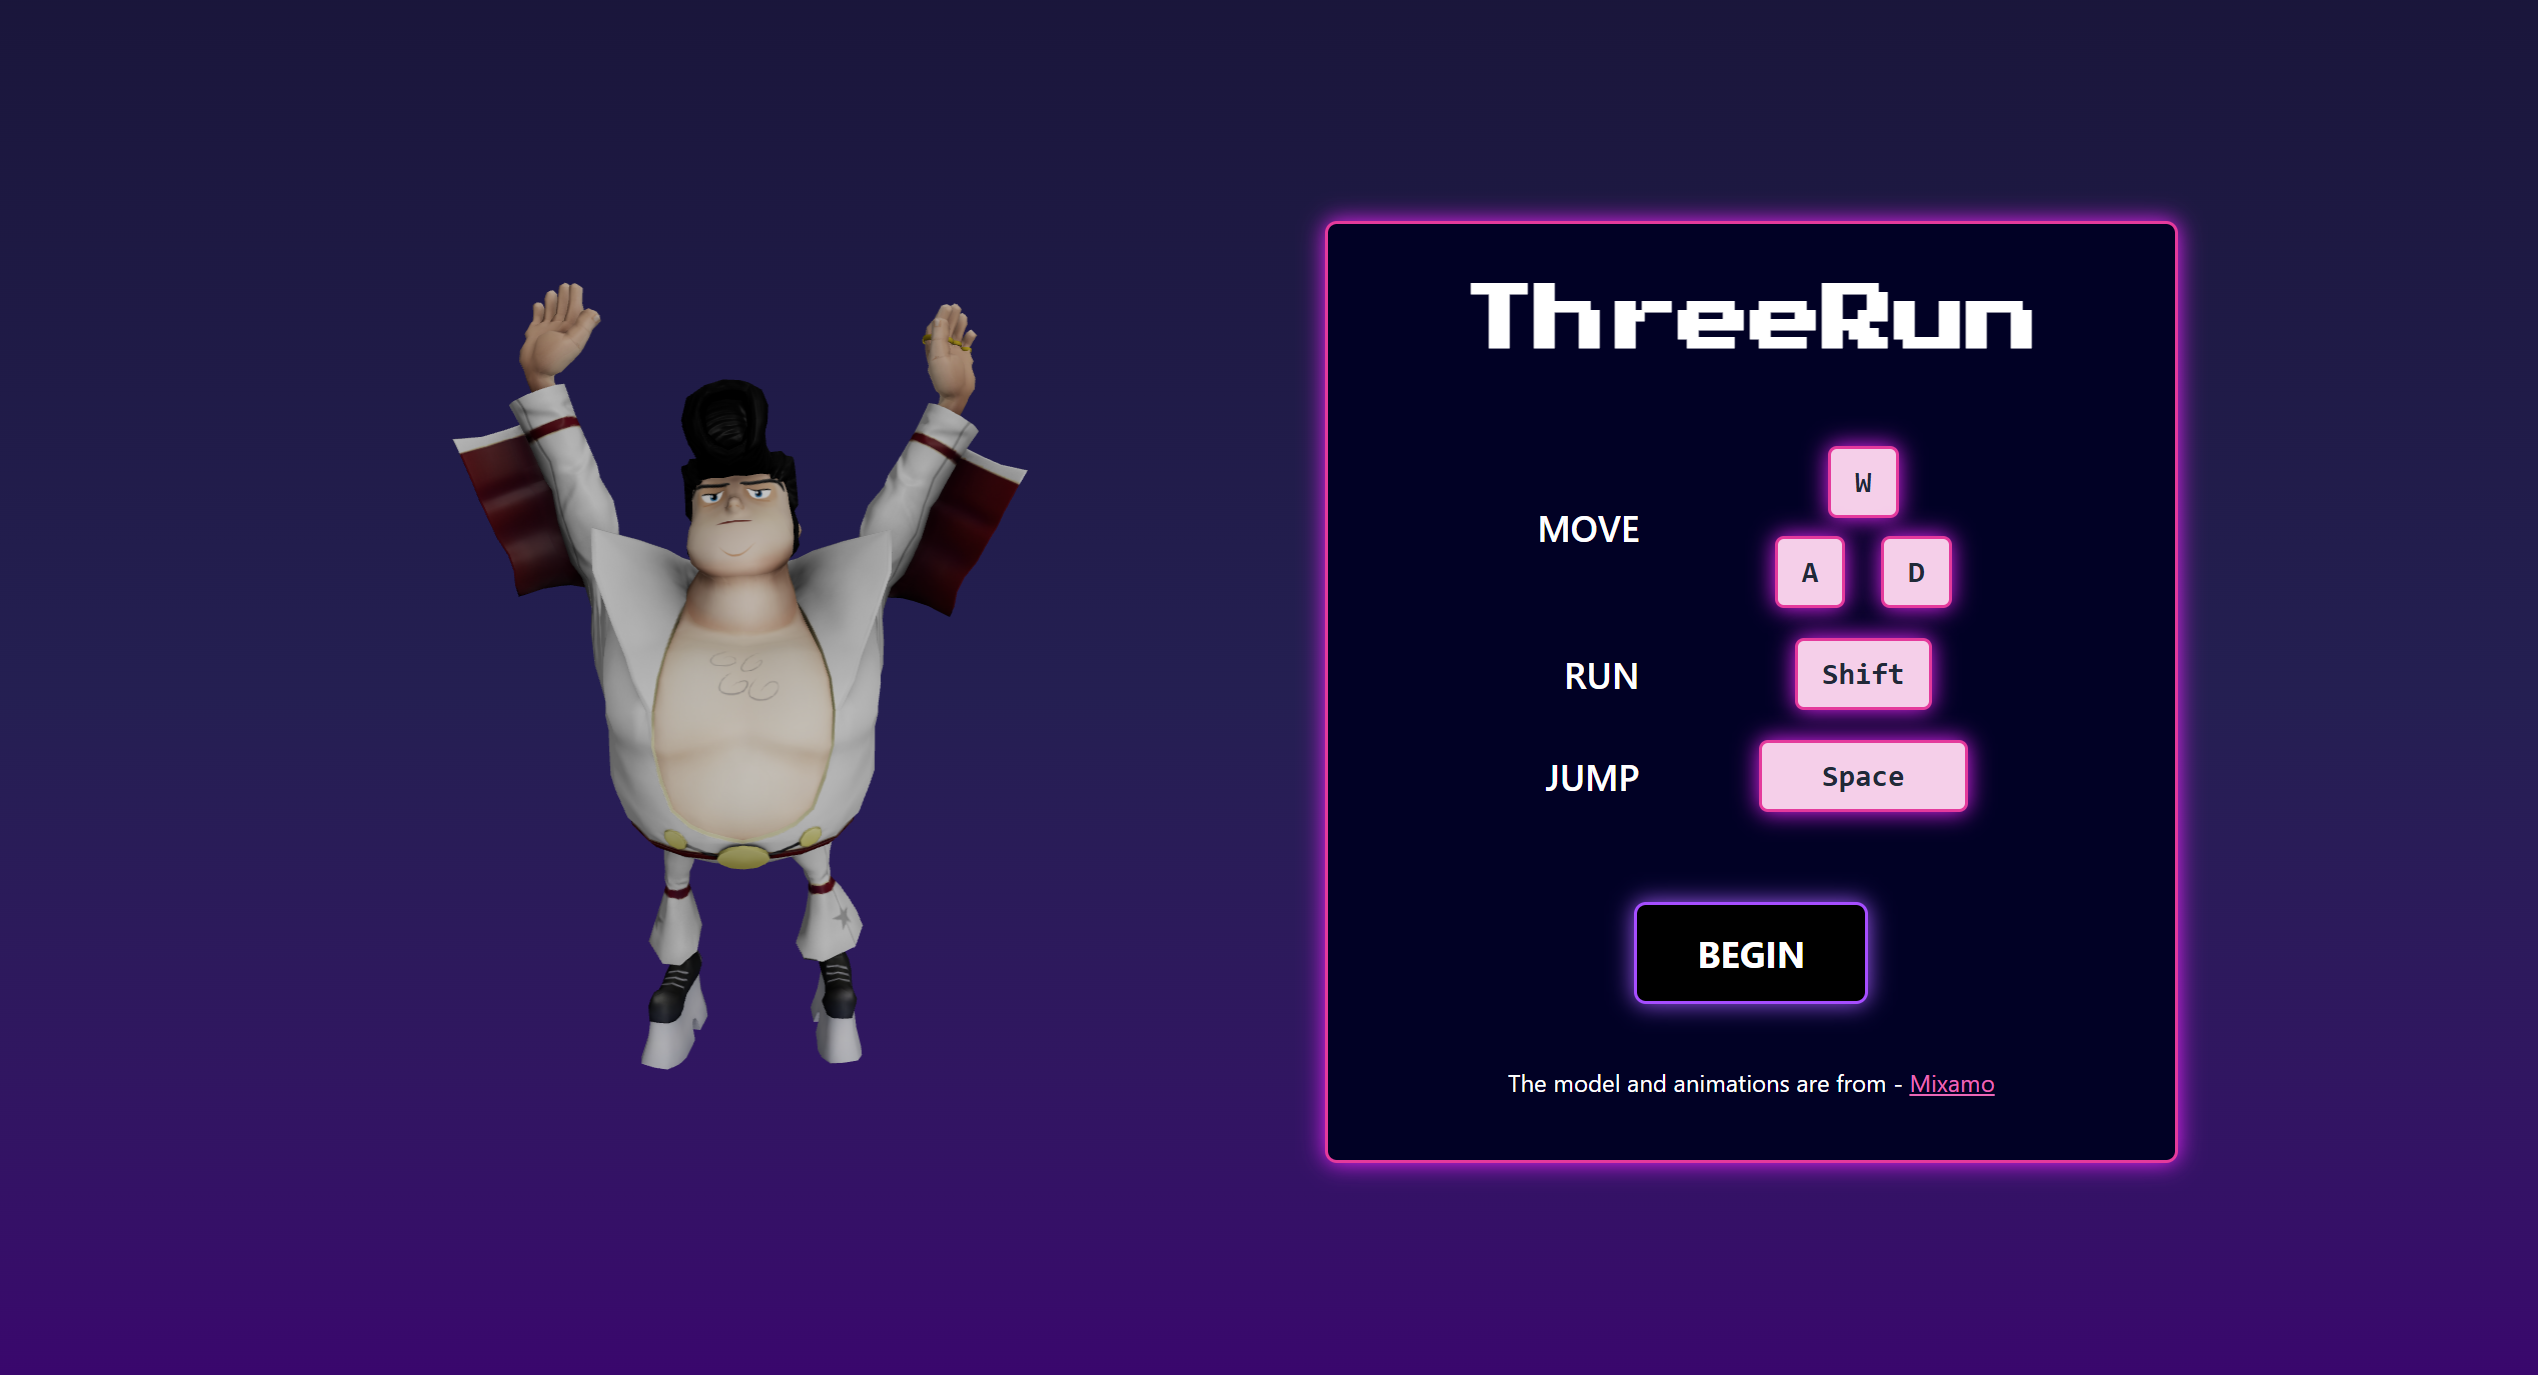 ThreeRun
W
MOVE
A D
RUN Shift
JUMP Space
BEGIN
The model and animations are from - Mixamo